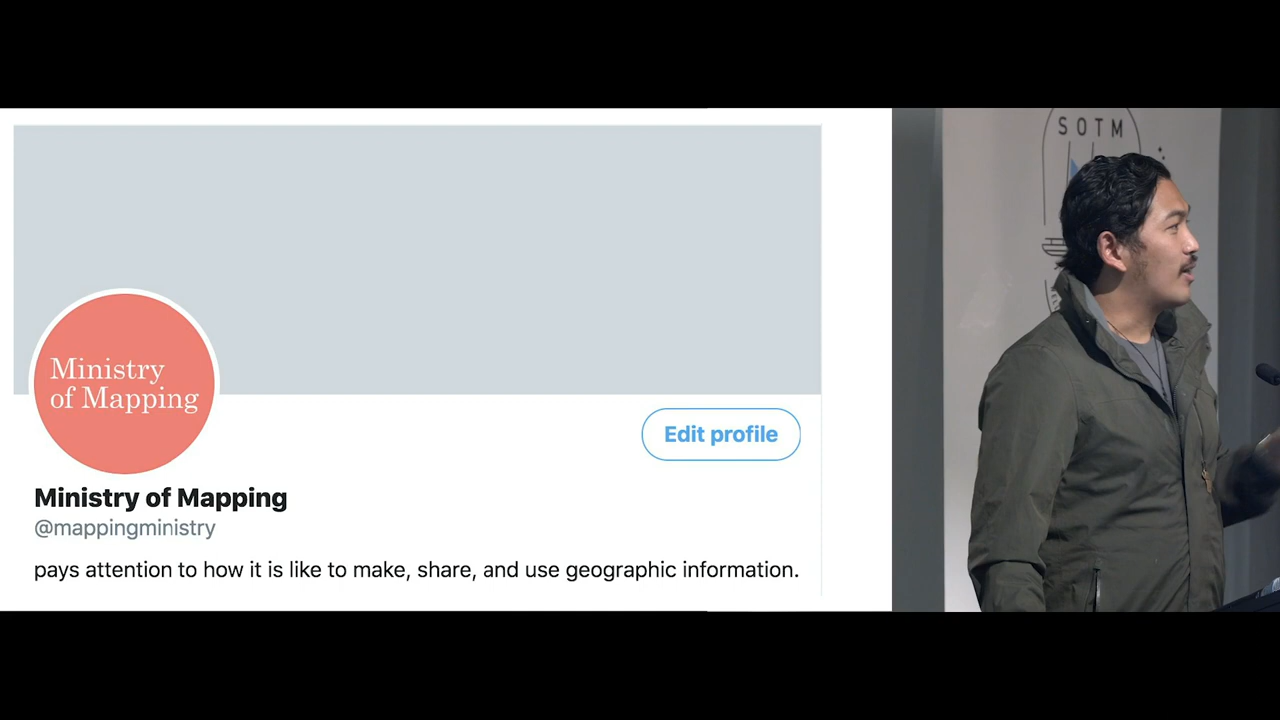 Ministry
of Mapping
Edit profile
Ministry of Mapping
@mappingministry
pays attention to how it is like to make, share, and use geographic information.
SOTM